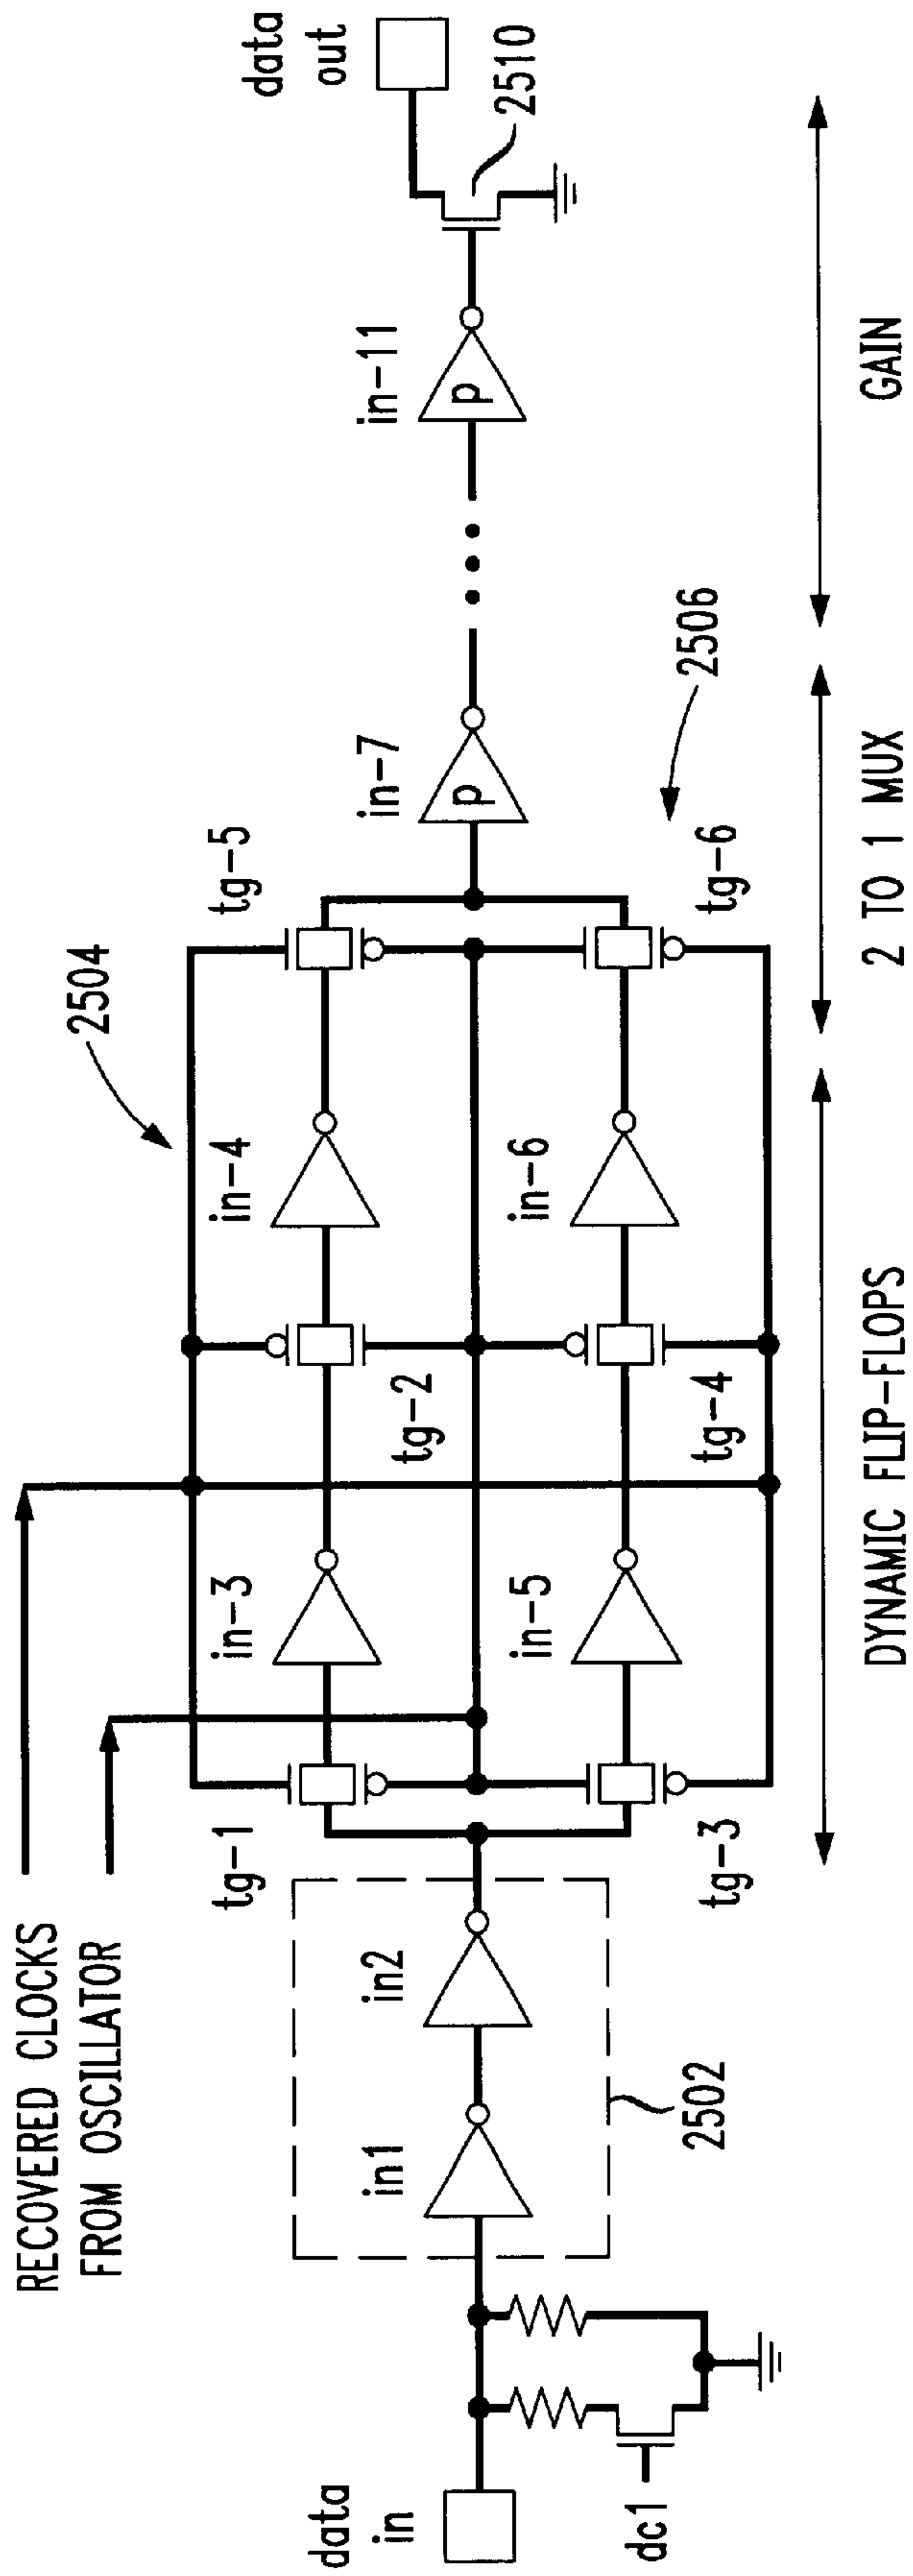 RECOVERED CLOCKS
FROM OSCILLATOR
data
in
dc1
in1
in2
2502
tg-1
tg-3
in-3
in-5
tg-2
tg-4
in-4
in-6
2504
tg-5
tg-6
2506
in-7
p
in-11
p
2510
data
out
DYNAMIC FLIP-FLOPS
2 TO 1 MUX
GAIN